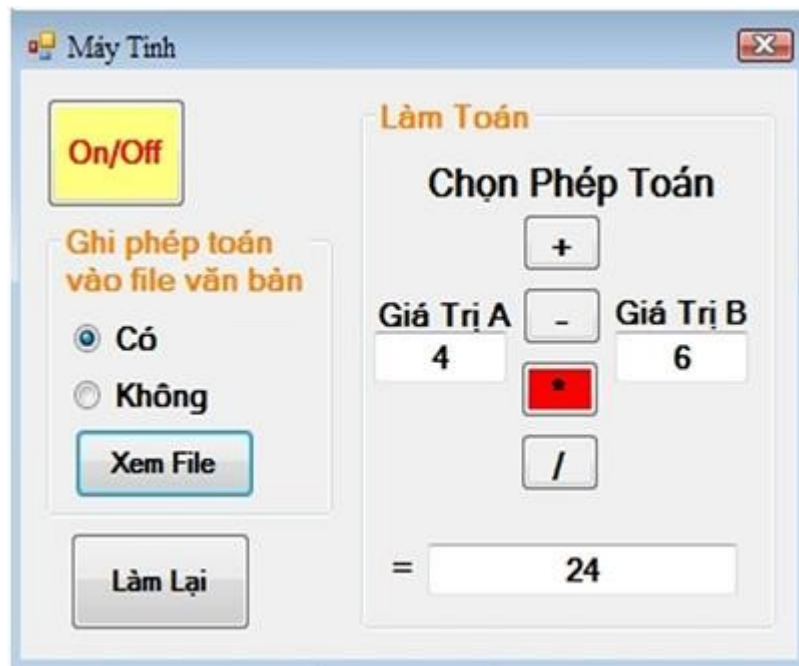 Máy Tính
On/Off
Ghi phép toán
vào file văn bản
Có
Không
Xem File
Làm Lại
Làm Toán
Chọn Phép Toán
+
-
*
/
Giá Trị A
4
Giá Trị B
6
=
24